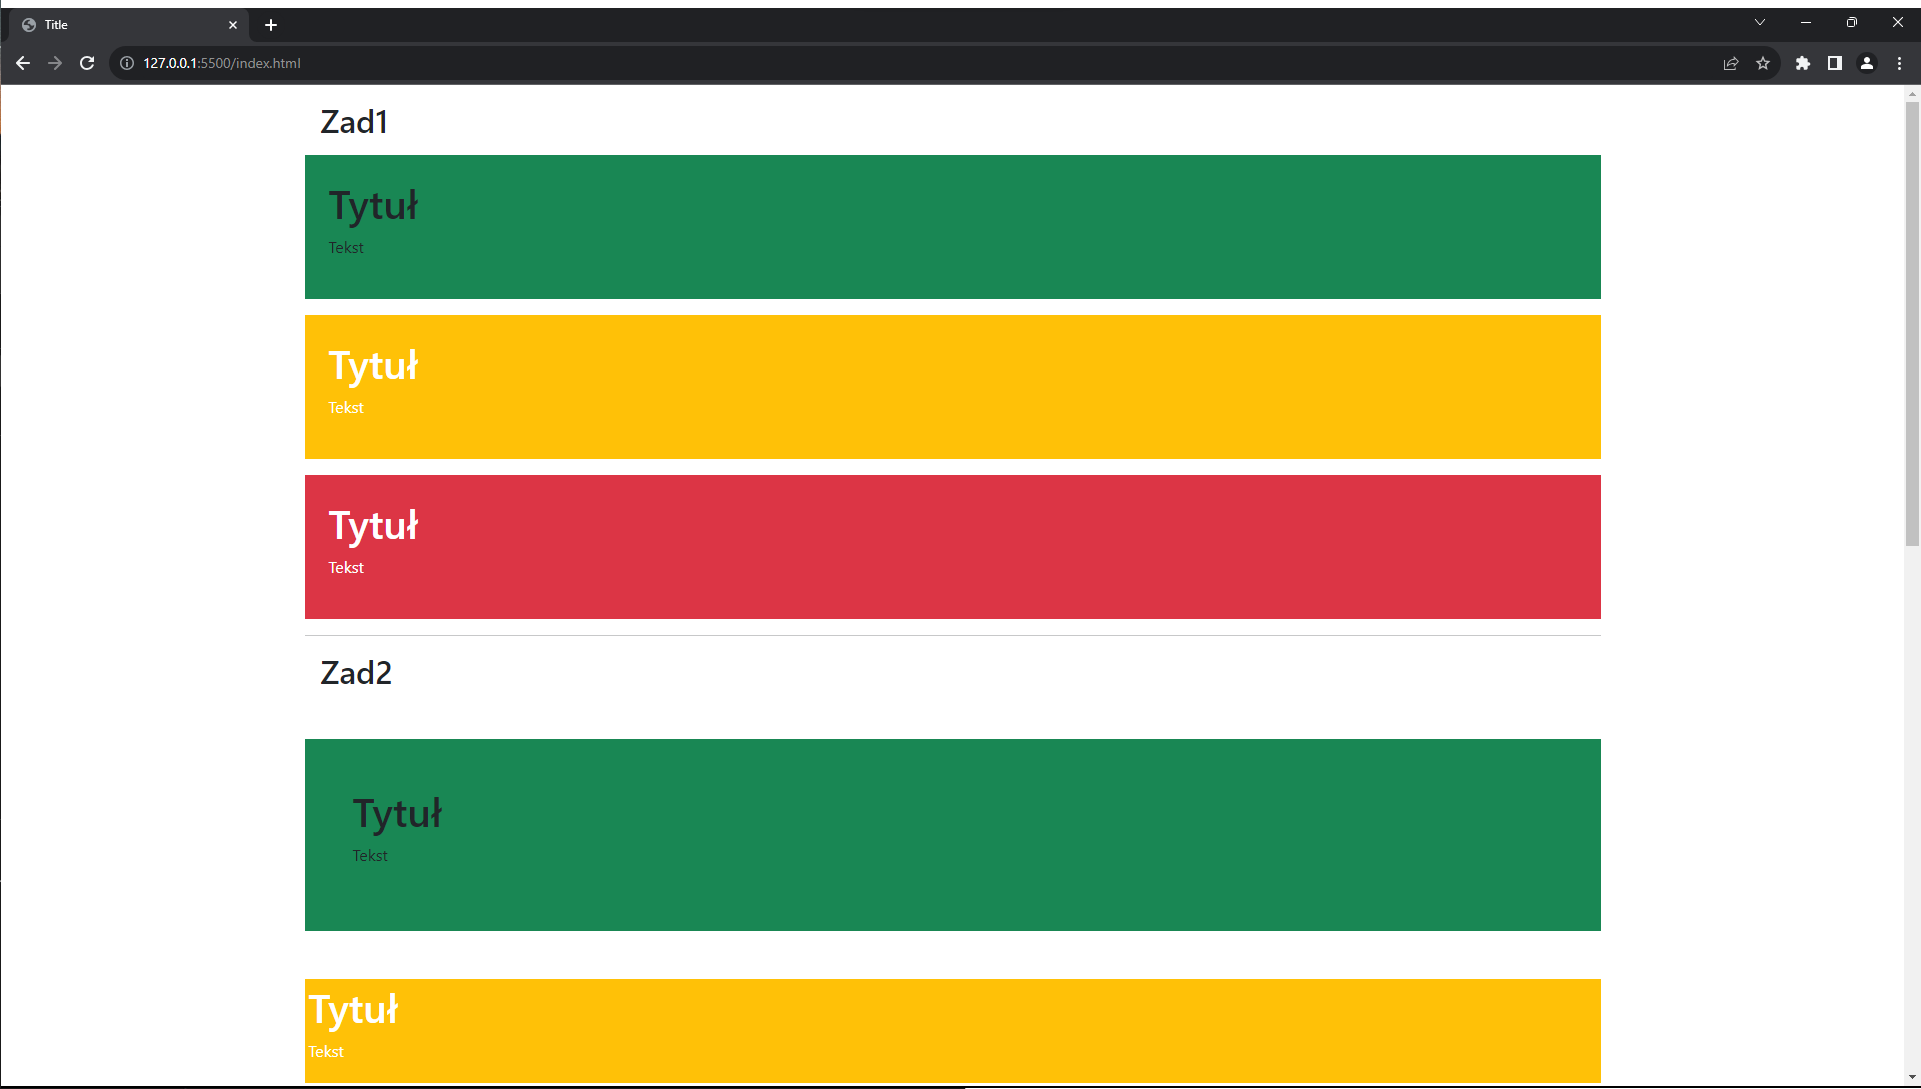 Title
127.0.0.1:5500/index.html
Zad1
Tytuł
Tekst
Tytuł
Tekst
Tytuł
Tekst
Zad2
Tytuł
Tekst
Tytuł
Tekst